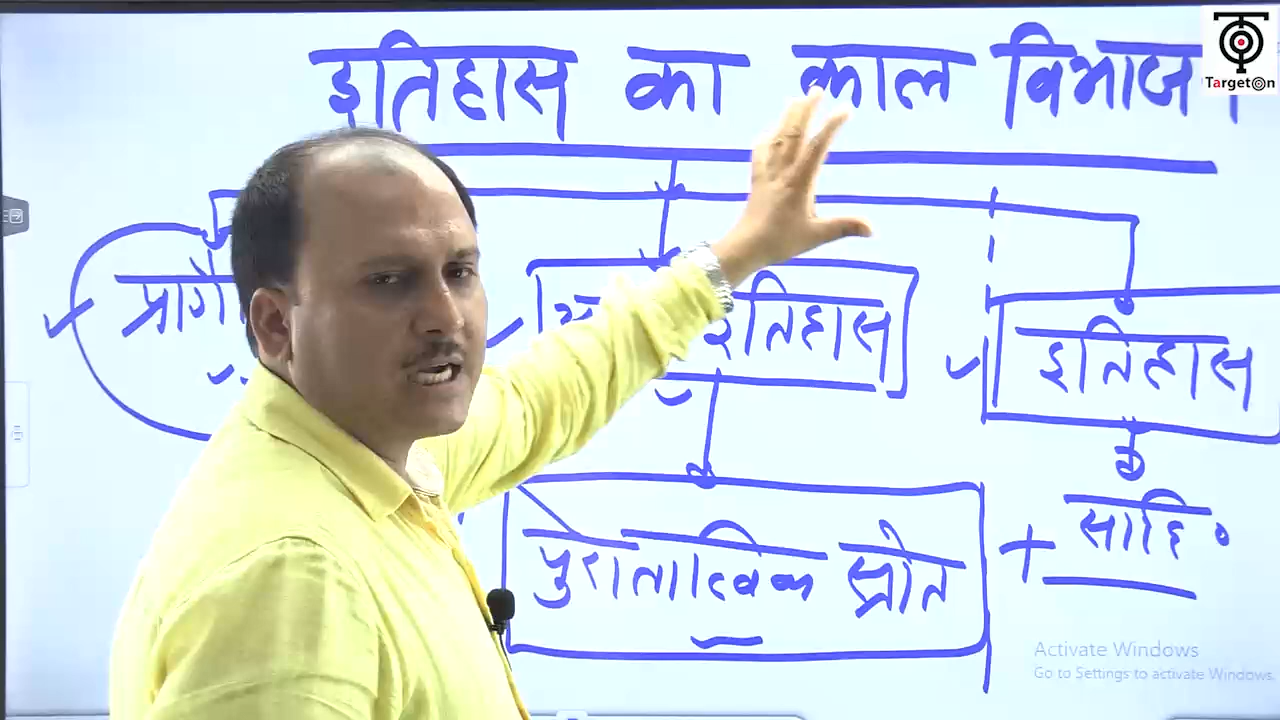 इतिहास का काल विभाजन
TargetOn
प्रागै
इतिहास
इतिहास
पुरातात्विक स्रोत
+ साहि०
Activate Windows
Go to Settings to activate Windows.